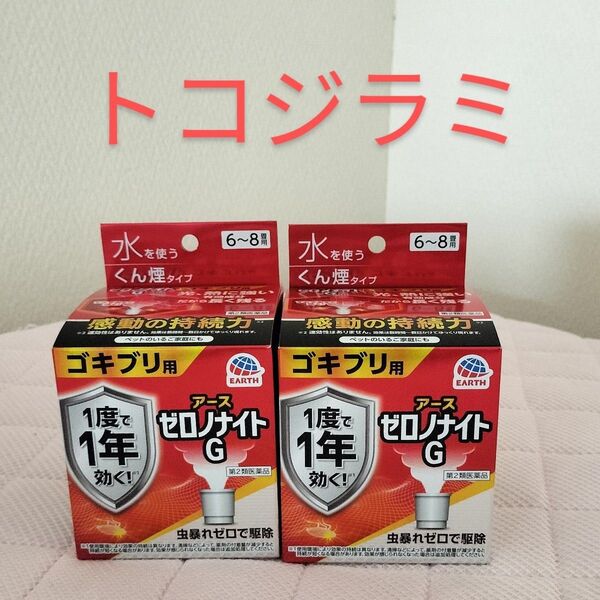 トコジラミ
水を使う
くん煙タイプ
6～8畳用
感動の持続力
ペットのいるご家庭にも
ゴキブリ用
EARTH
1度で
1年
効く!
アース
ゼロノナイト
G
第2類医薬品
虫暴れゼロで駆除
水を使う
くん煙タイプ
6～8畳用
感動の持続力
ペットのいるご家庭にも
ゴキブリ用
EARTH
1度で
1年
効く!
アース
ゼロノナイト
G
第2類医薬品
虫暴れゼロで駆除